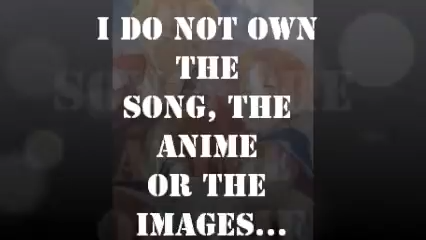 I DO NOT OWN
THE
SONG, THE
ANIME
OR THE
IMAGES...